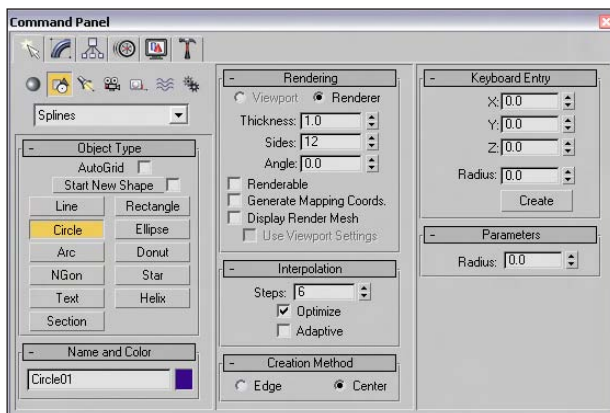 Command Panel
Splines
- Object Type
AutoGrid
Start New Shape
Line Rectangle
Circle Ellipse
Arc Donut
NGon Star
Text Helix
Section
- Name and Color
Circle01
- Rendering
Viewport Renderer
Thickness: 1.0
Sides: 12
Angle: 0.0
Renderable
Generate Mapping Coords.
Display Render Mesh
Use Viewport Settings
- Interpolation
Steps: 6
Optimize
Adaptive
- Creation Method
Edge Center
- Keyboard Entry
X: 0.0
Y: 0.0
Z: 0.0
Radius: 0.0
Create
- Parameters
Radius: 0.0